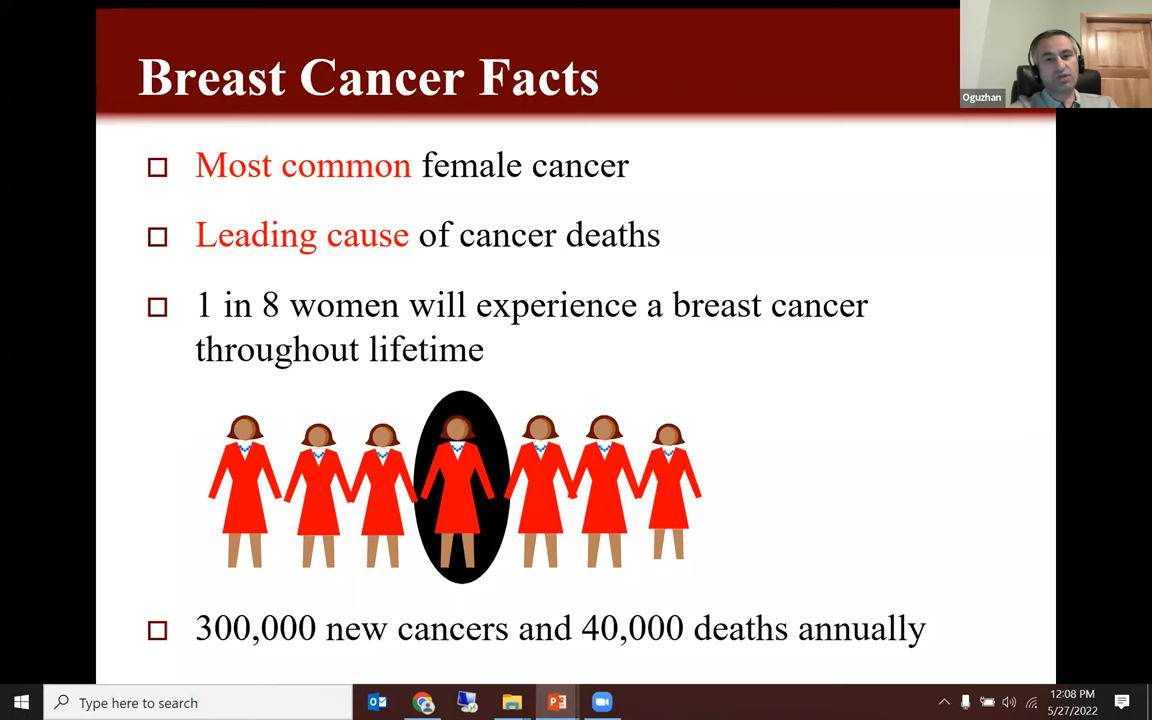 Breast Cancer Facts
Oguzhan
Most common female cancer
Leading cause of cancer deaths
1 in 8 women will experience a breast cancer
throughout lifetime
300,000 new cancers and 40,000 deaths annually
Type here to search
12:08 PM
5/27/2022